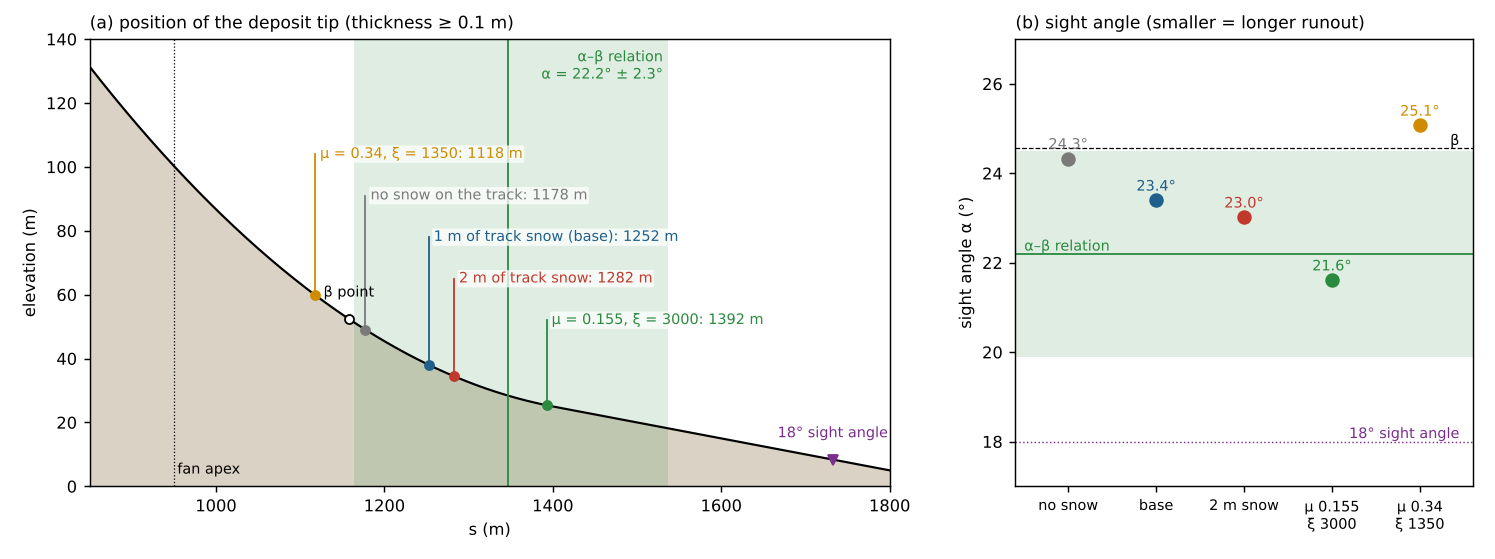 (a) position of the deposit tip (thickness ≥ 0.1 m)
140
120
100
80
60
40
20
0
elevation (m)
α–β relation
α = 22.2° ± 2.3°
μ = 0.34, ξ = 1350: 1118 m
no snow on the track: 1178 m
1 m of track snow (base): 1252 m
2 m of track snow: 1282 m
β point
μ = 0.155, ξ = 3000: 1392 m
18° sight angle
fan apex
1000
1200
1400
1600
1800
s (m)
(b) sight angle (smaller = longer runout)
26
24
22
20
18
sight angle α (°)
25.1°
β
24.3°
23.4°
23.0°
α–β relation
21.6°
18° sight angle
no snow
base
2 m snow
μ 0.155
ξ 3000
μ 0.34
ξ 1350